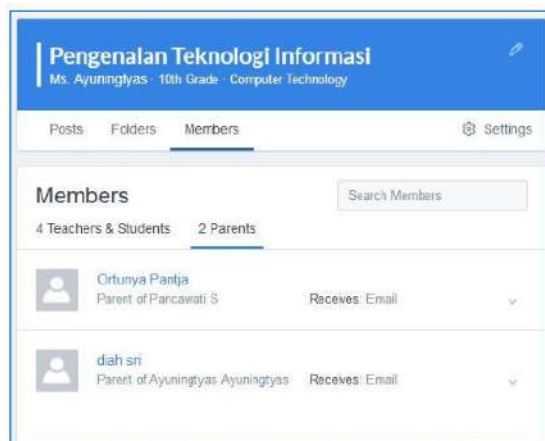 Pengenalan Teknologi Informasi
Ms. Ayuningtyas · 10th Grade · Computer Technology
Posts Folders Members Settings
Members Search Members
4 Teachers & Students 2 Parents
Ortunya Pantja
Parent of Pancawati S Receives: Email
diah sri
Parent of Ayuningtyas Ayuningtyas Receives: Email